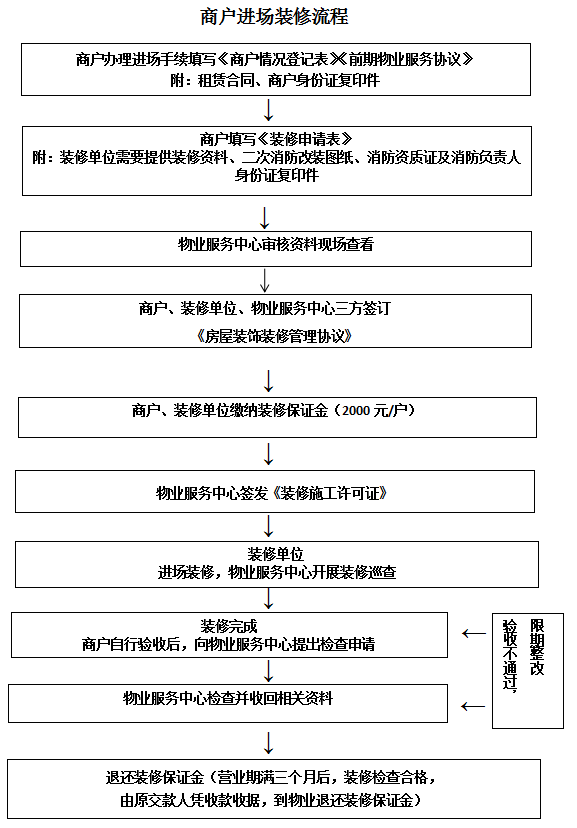 商户进场装修流程
商户办理进场手续填写《商户情况登记表》《前期物业服务协议》
附：租赁合同、商户身份证复印件
商户填写《装修申请表》
附：装修单位需要提供装修资料、二次消防改装图纸、消防资质证及消防负责人
身份证复印件
物业服务中心审核资料现场查看
商户、装修单位、物业服务中心三方签订
《房屋装饰装修管理协议》
商户、装修单位缴纳装修保证金（2000 元/户）
物业服务中心签发《装修施工许可证》
装修单位
进场装修，物业服务中心开展装修巡查
装修完成
商户自行验收后，向物业服务中心提出检查申请
验收不通过，
限期整改
物业服务中心检查并收回相关资料
退还装修保证金（营业期满三个月后，装修检查合格，
由原交款人凭收款收据，到物业退还装修保证金）